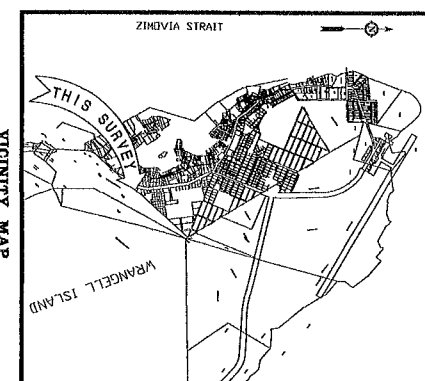 ZIMOVIA STRAIT
THIS SURVEY
WRANGELL ISLAND
VICINITY MAP